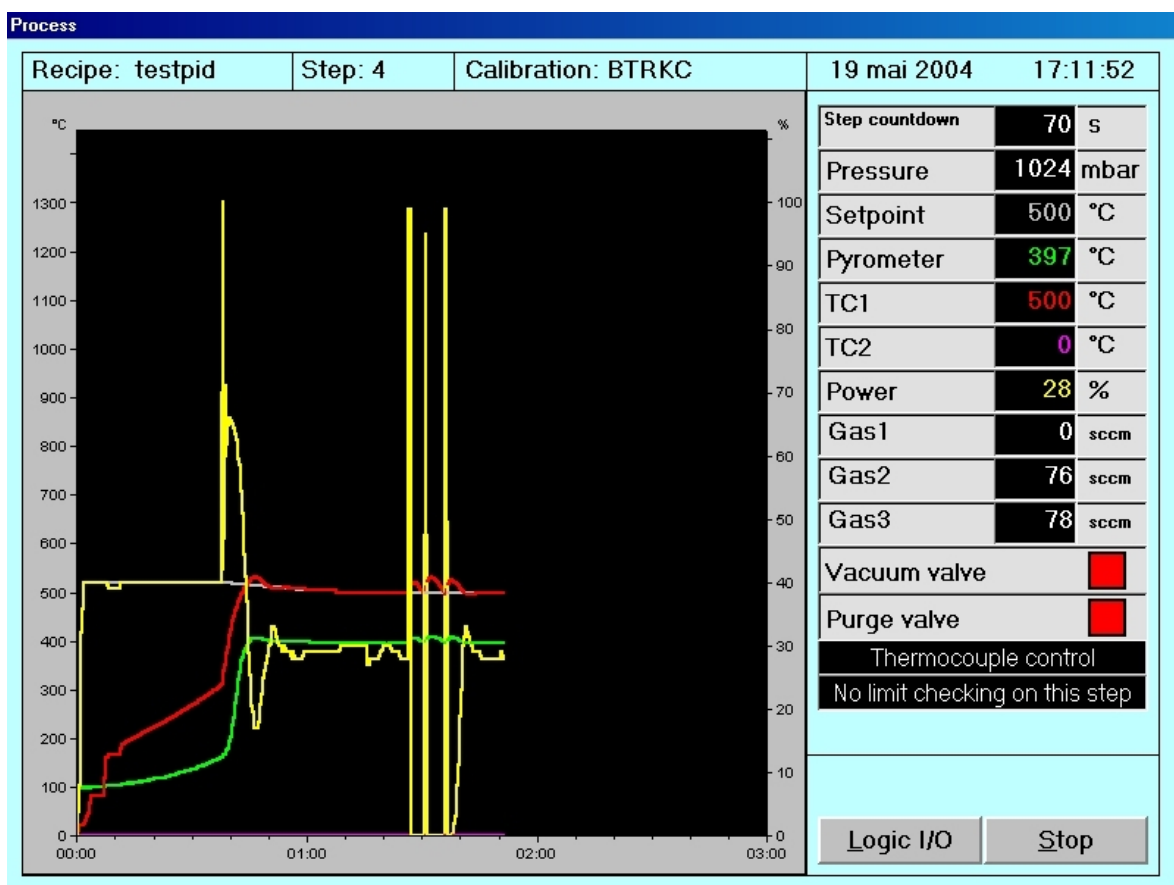 Process
Recipe: testpid Step: 4 Calibration: BTRKC 19 mai 2004 17:11:52
°C %
1300 100
1200 90
1100
1000 80
900 70
800 60
700
600 50
500 40
400 30
300 20
200
100 10
0 0
00:00 01:00 02:00 03:00
Step countdown 70 s
Pressure 1024 mbar
Setpoint 500 °C
Pyrometer 397 °C
TC1 500 °C
TC2 0 °C
Power 28 %
Gas1 0 sccm
Gas2 76 sccm
Gas3 78 sccm
Vacuum valve
Purge valve
Thermocouple control
No limit checking on this step
Logic I/O Stop